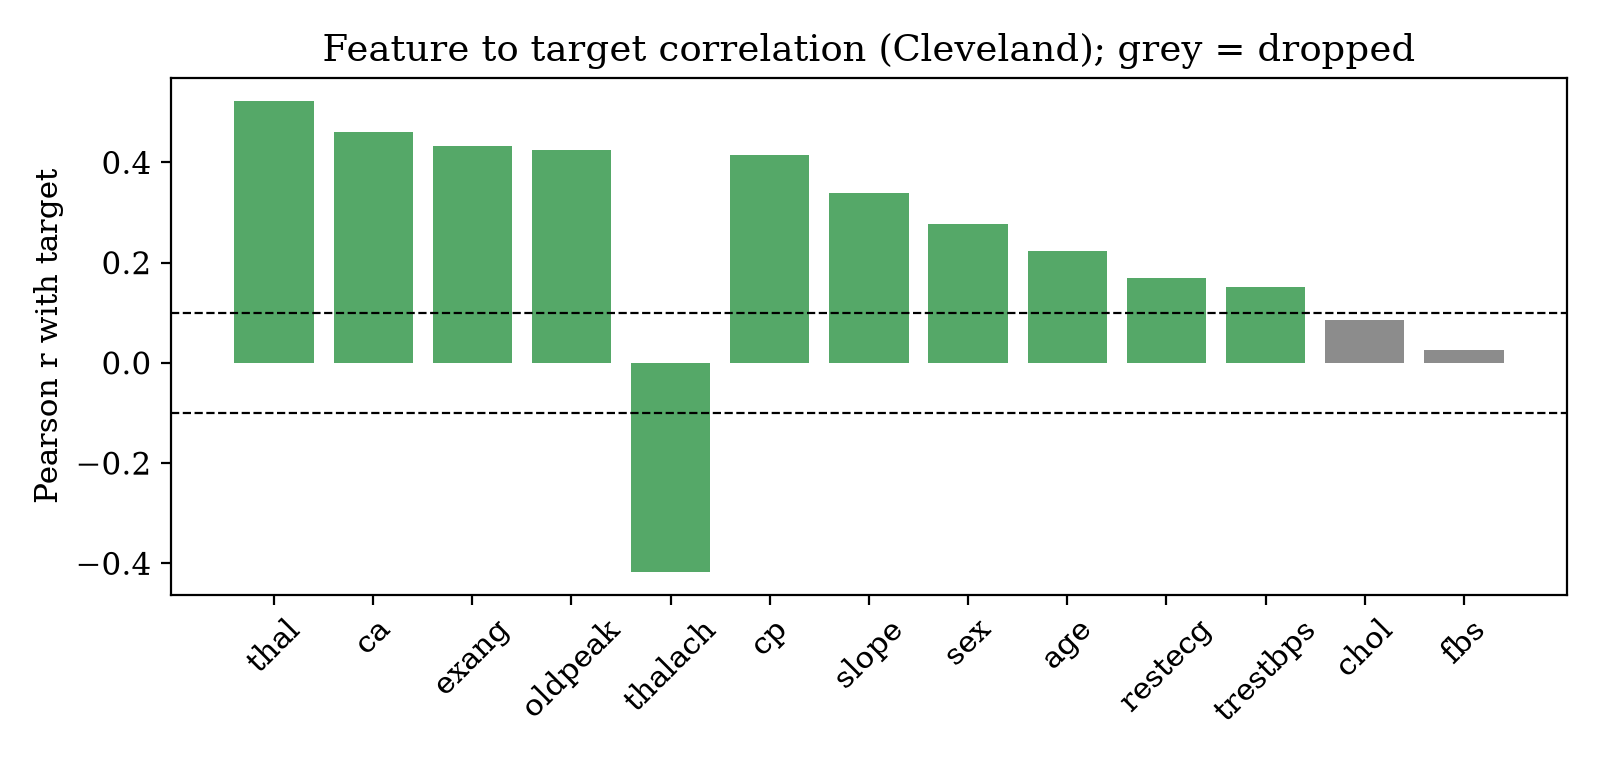 Feature to target correlation (Cleveland); grey = dropped
Pearson r with target
0.4
0.2
0.0
−0.2
−0.4
thal
ca
exang
oldpeak
thalach
cp
slope
sex
age
restecg
trestbps
chol
fbs